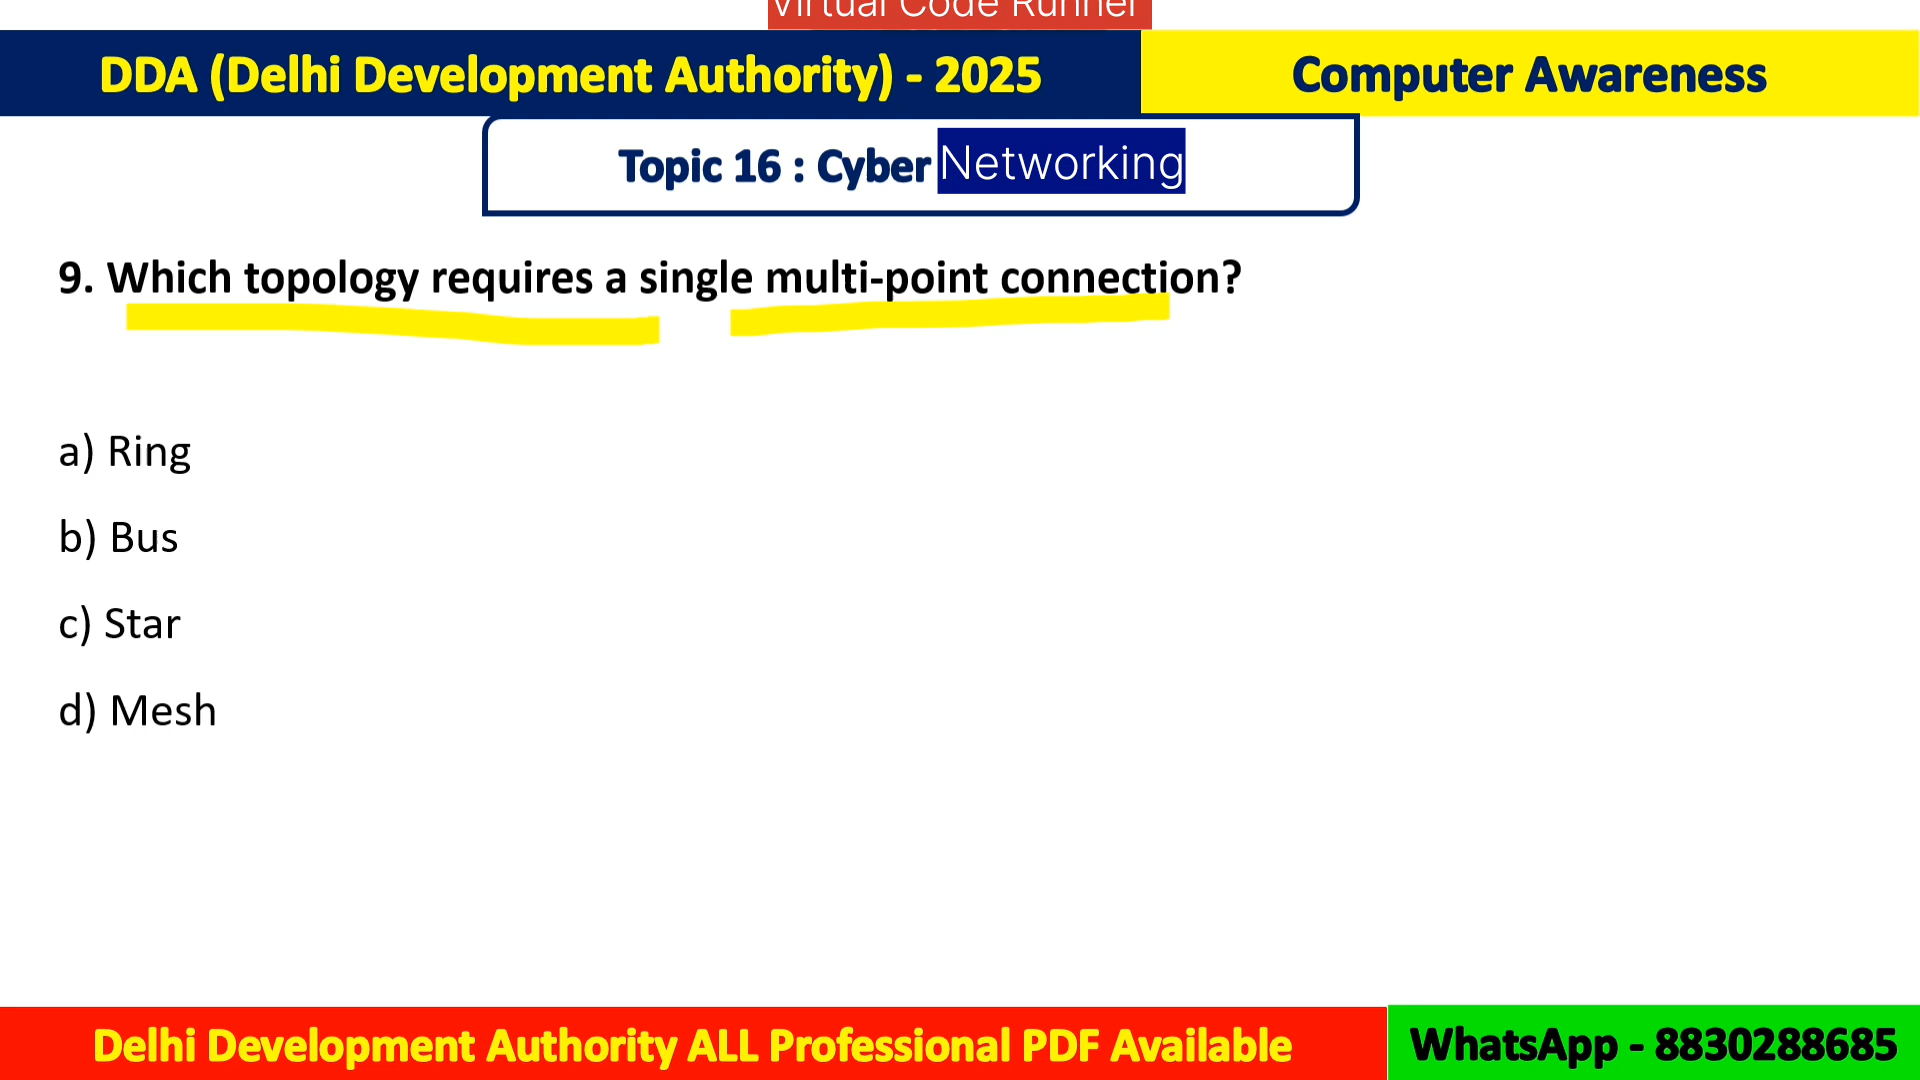 Virtual Code Runner
DDA (Delhi Development Authority) - 2025
Computer Awareness
Topic 16 : Cyber Networking
9. Which topology requires a single multi-point connection?
a) Ring
b) Bus
c) Star
d) Mesh
Delhi Development Authority ALL Professional PDF Available
WhatsApp - 8830288685